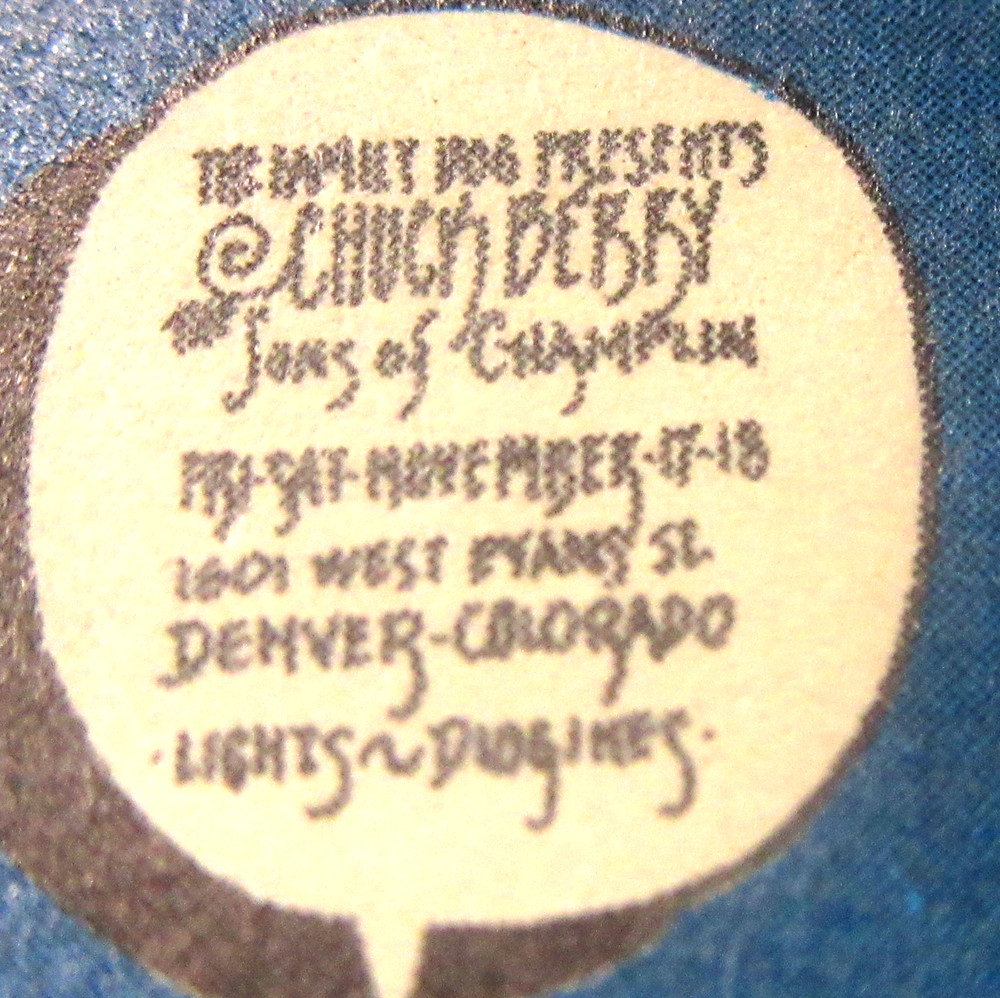 THE FAMILY DOG PRESENTS
CHUCK BERRY
THE SONS OF CHAMPLIN
FRI-SAT-NOVEMBER-17-18
1601 WEST EVANS ST.
DENVER-COLORADO
·LIGHTS~DIOGINES·